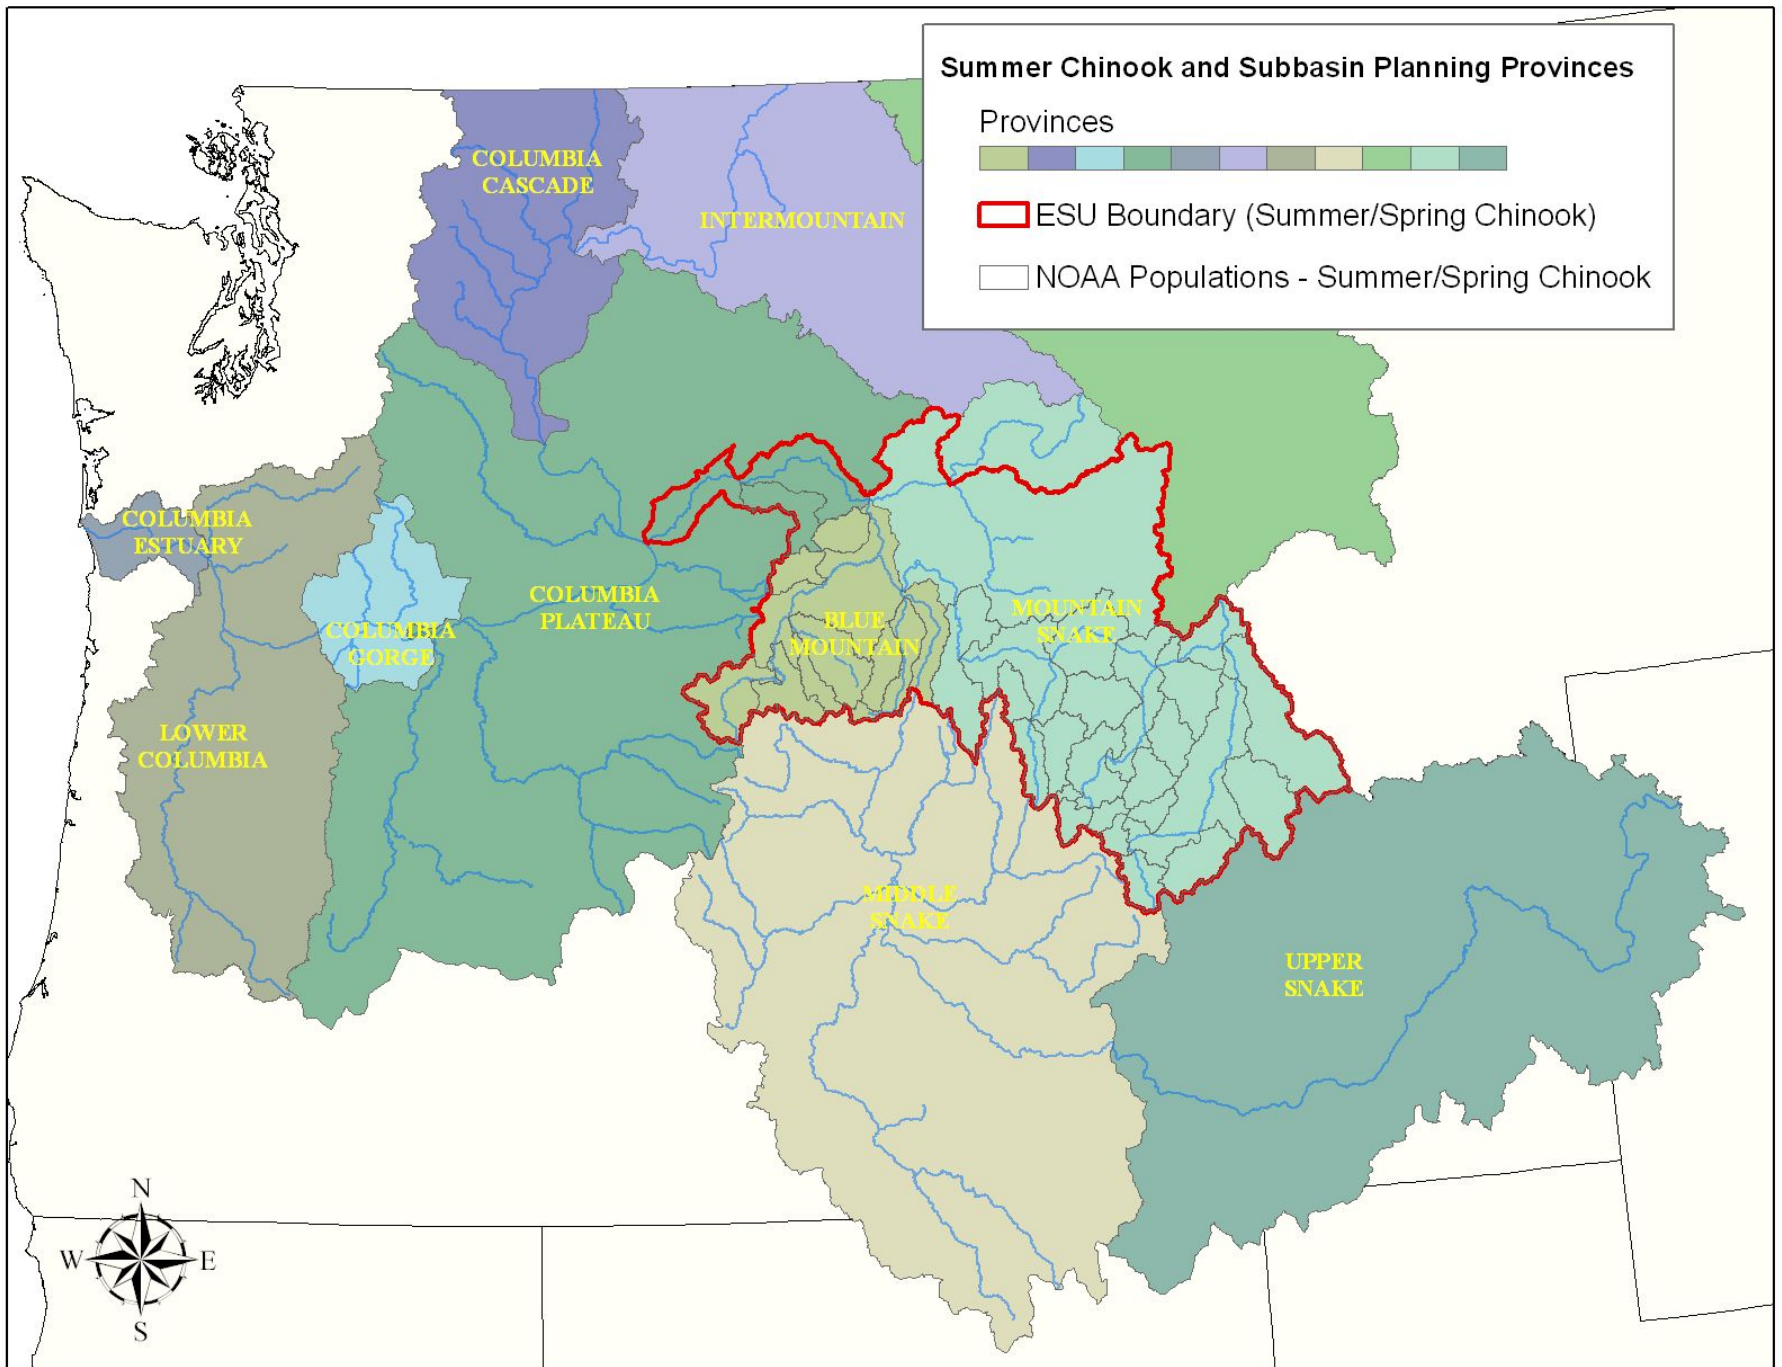 Summer Chinook and Subbasin Planning Provinces
Provinces
ESU Boundary (Summer/Spring Chinook)
NOAA Populations - Summer/Spring Chinook
COLUMBIA
CASCADE
INTERMOUNTAIN
COLUMBIA
ESTUARY
COLUMBIA
PLATEAU
COLUMBIA
GORGE
BLUE
MOUNTAIN
MOUNTAIN
SNAKE
LOWER
COLUMBIA
MIDDLE
SNAKE
UPPER
SNAKE
N
W
E
S